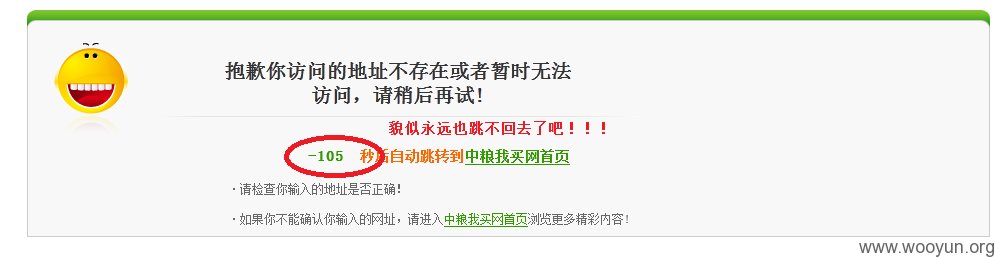 抱歉你访问的地址不存在或者暂时无法
访问，请稍后再试!
貌似永远也跳不回去了吧！！！
-105 秒后自动跳转到中粮我买网首页
·请检查你输入的地址是否正确!
·如果你不能确认你输入的网址，请进入中粮我买网首页浏览更多精彩内容!
www.wooyun.org